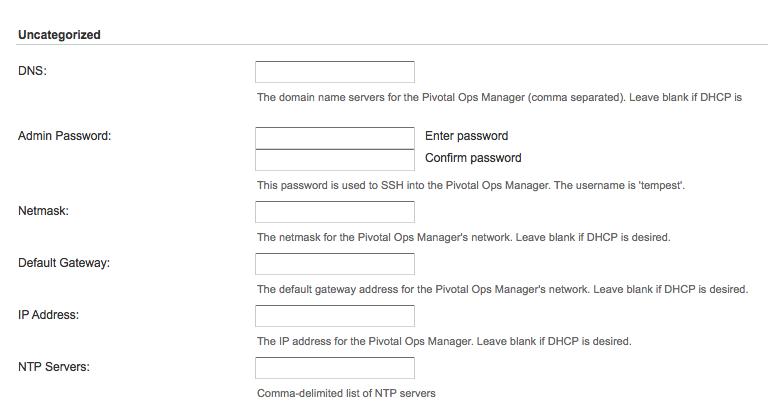 Uncategorized
DNS:
The domain name servers for the Pivotal Ops Manager (comma separated). Leave blank if DHCP is
Admin Password:
Enter password
Confirm password
This password is used to SSH into the Pivotal Ops Manager. The username is 'tempest'.
Netmask:
The netmask for the Pivotal Ops Manager's network. Leave blank if DHCP is desired.
Default Gateway:
The default gateway address for the Pivotal Ops Manager's network. Leave blank if DHCP is desired.
IP Address:
The IP address for the Pivotal Ops Manager. Leave blank if DHCP is desired.
NTP Servers:
Comma-delimited list of NTP servers